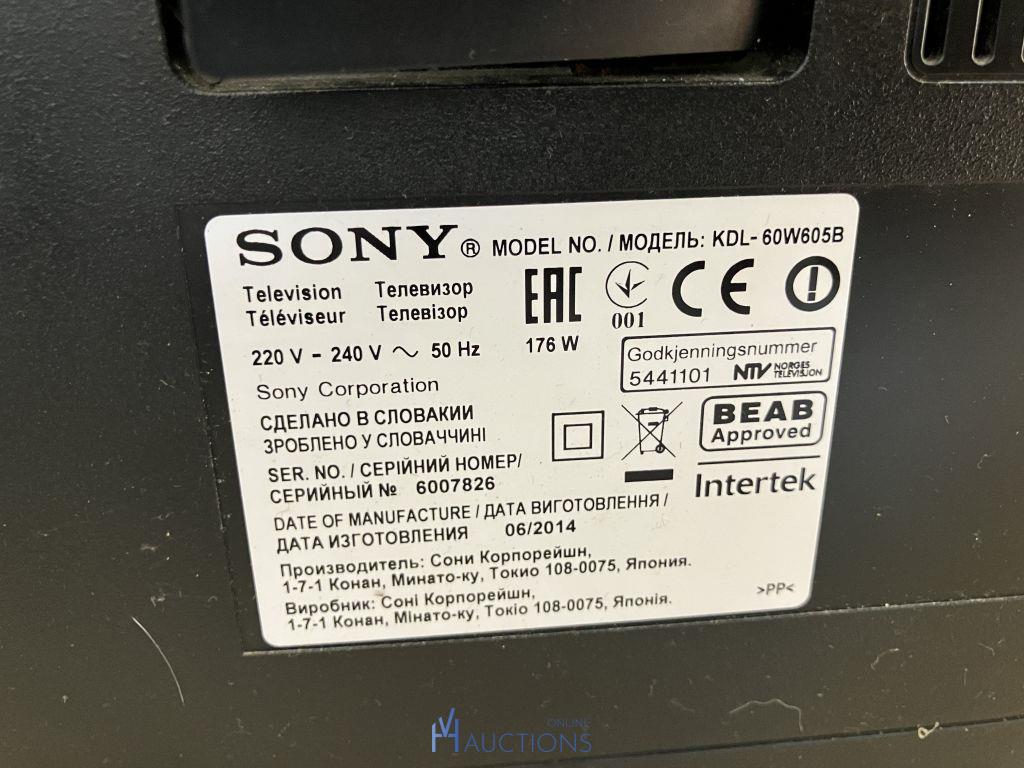 SONY® MODEL NO. / МОДЕЛЬ: KDL- 60W605B
Television Телевизор
Téléviseur Телевізор
EAC
001
CE
220 V - 240 V ~ 50 Hz 176 W
Godkjenningsnummer
5441101 NTV NORGES TELEVISJON
Sony Corporation
BEAB
Approved
СДЕЛАНО В СЛОВАКИИ
ЗРОБЛЕНО У СЛОВАЧЧИНІ
Intertek
SER. NO. / СЕРІЙНИЙ НОМЕР/
СЕРИЙНЫЙ № 6007826
DATE OF MANUFACTURE / ДАТА ВИГОТОВЛЕННЯ /
ДАТА ИЗГОТОВЛЕНИЯ 06/2014
Производитель: Сони Корпорейшн,
1-7-1 Конан, Минато-ку, Токио 108-0075, Япония.
Виробник: Соні Корпорейшн,
1-7-1 Конан, Мінато-ку, Токіо 108-0075, Японія.
>PP<
VH ONLINE
AUCTIONS